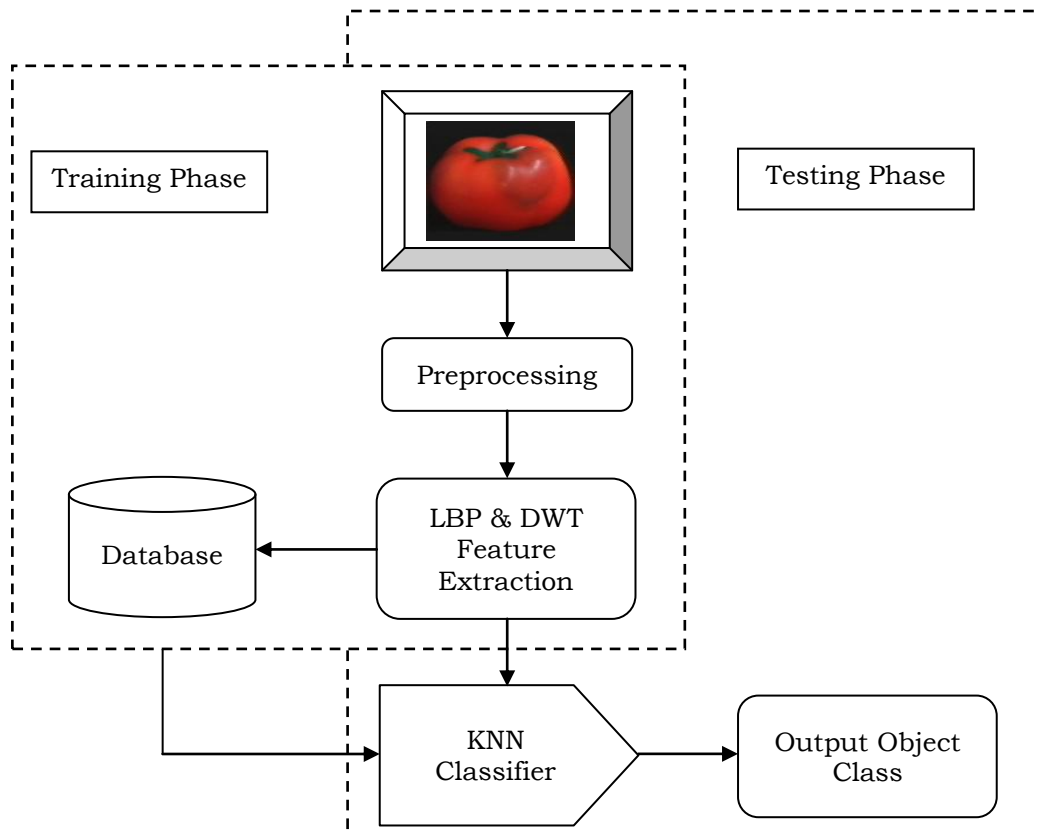 Training Phase
Testing Phase
Preprocessing
LBP & DWT
Feature
Extraction
Database
KNN
Classifier
Output Object
Class